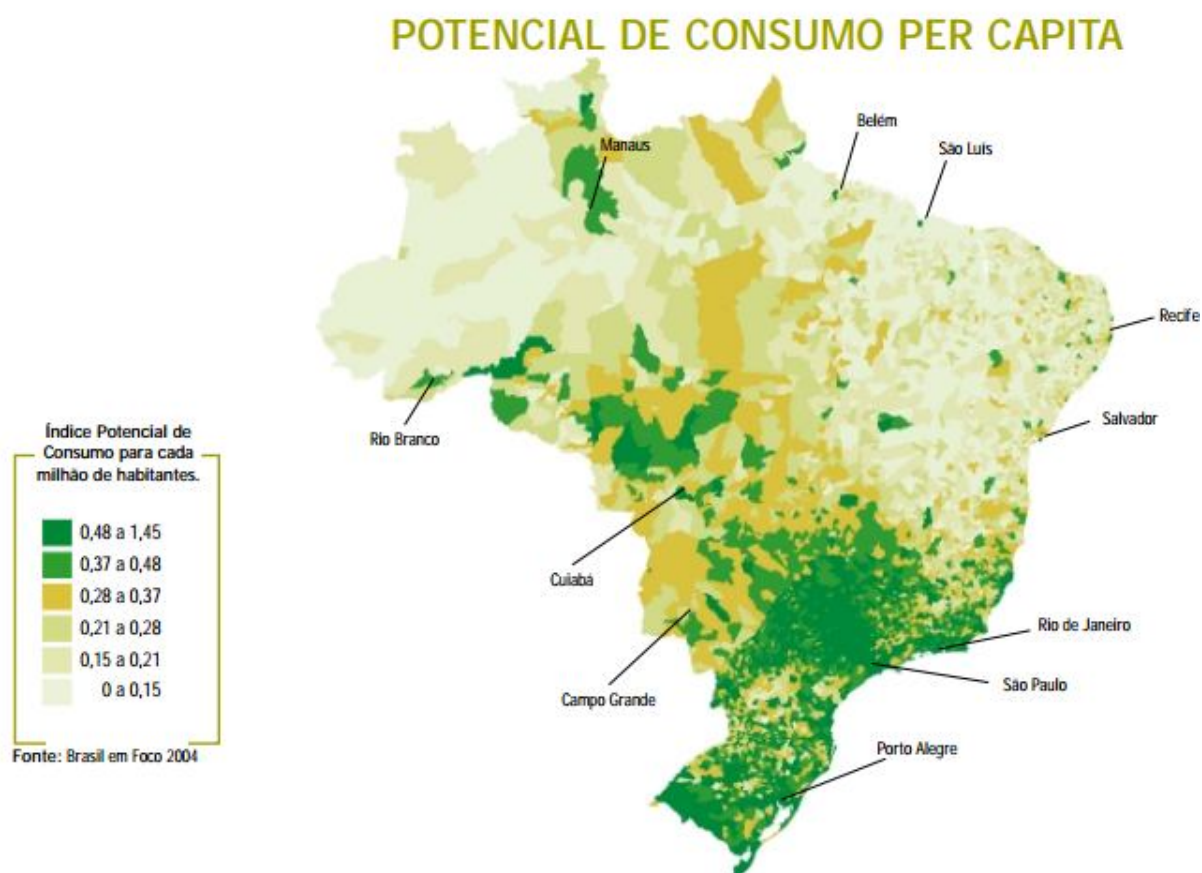 POTENCIAL DE CONSUMO PER CAPITA
Belém
São Luís
Manaus
Recife
Salvador
Rio Branco
Cuiabá
Rio de Janeiro
São Paulo
Campo Grande
Porto Alegre
Índice Potencial de
Consumo para cada
milhão de habitantes.
0,48 a 1,45
0,37 a 0,48
0,28 a 0,37
0,21 a 0,28
0,15 a 0,21
0 a 0,15
Fonte: Brasil em Foco 2004